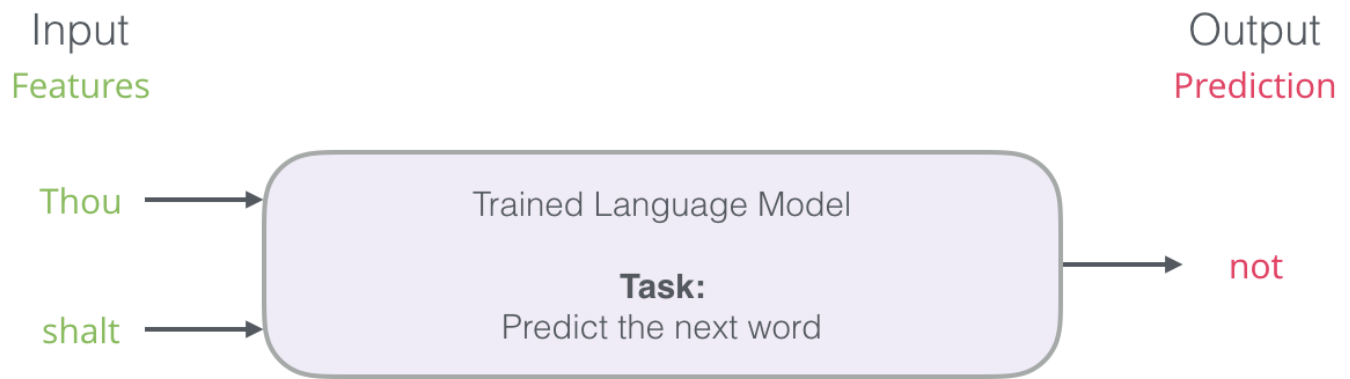 Input
Features
Output
Prediction
Thou
shalt
Trained Language Model
Task:
Predict the next word
not